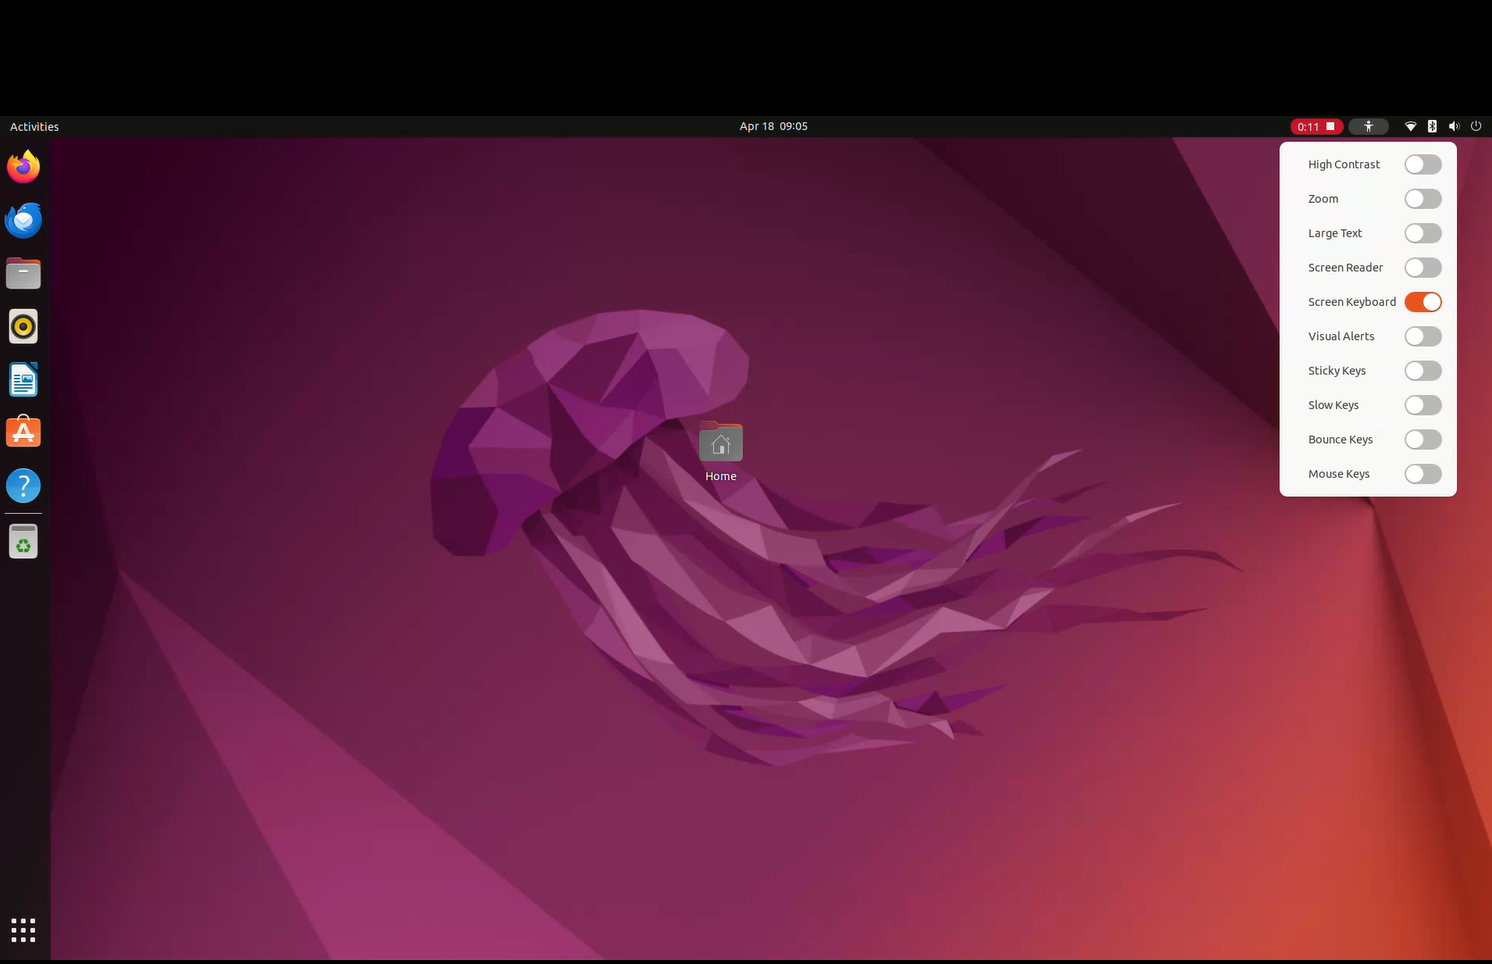 Activities
Apr 18 09:05
0:11
High Contrast
Zoom
Large Text
Screen Reader
Screen Keyboard
Visual Alerts
Sticky Keys
Slow Keys
Bounce Keys
Mouse Keys
Home